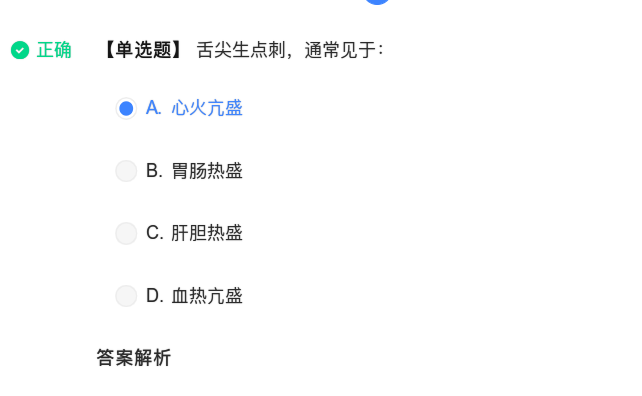 正确 【单选题】 舌尖生点刺，通常见于：
A. 心火亢盛
B. 胃肠热盛
C. 肝胆热盛
D. 血热亢盛
答案解析